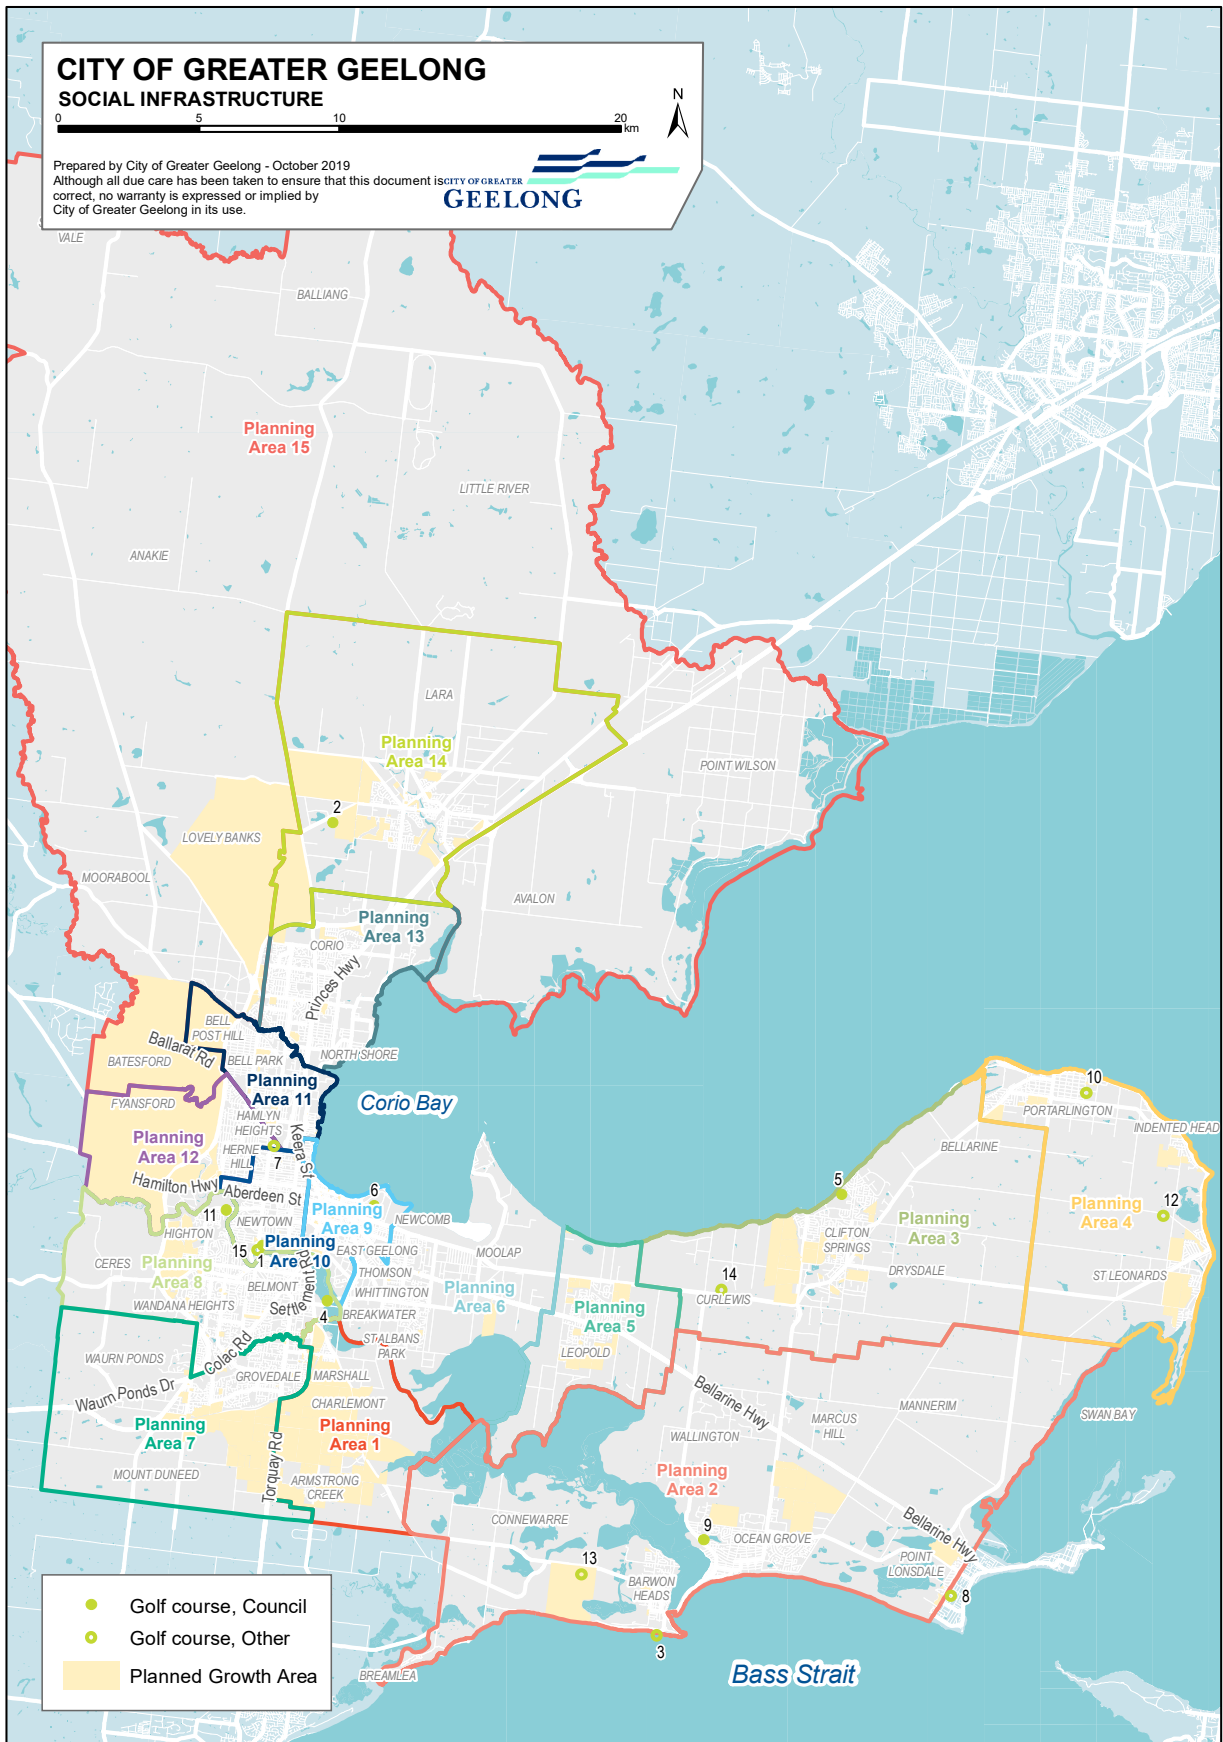 CITY OF GREATER GEELONG
SOCIAL INFRASTRUCTURE
0 5 10 20
km
N
Prepared by City of Greater Geelong - October 2019
Although all due care has been taken to ensure that this document is
correct, no warranty is expressed or implied by
City of Greater Geelong in its use.
CITY OF GREATER
GEELONG
VALE
BALLIANG
Planning
Area 15
LITTLE RIVER
ANAKIE
LARA
Planning
Area 14
POINT WILSON
2
LOVELY BANKS
MOORABOOL
AVALON
Planning
Area 13
CORIO
Princes Hwy
BELL
POST HILL
Ballarat Rd
BATESFORD
BELL PARK
NORTH SHORE
Planning
Area 11
FYANSFORD
Corio Bay
10
PORTARLINGTON
HAMLYN
HEIGHTS
Keera St
INDENTED HEAD
Planning
Area 12
HERNE
HILL
7
BELLARINE
Hamilton Hwy
Aberdeen St
6
5
12
11
NEWTOWN
Planning
Area 9
NEWCOMB
Planning
Area 4
HIGHTON
Planning
Area 3
CLIFTON
SPRINGS
15
1
Planning
Area 10
EAST GEELONG
MOOLAP
CERES
Planning
Area 8
THOMSON
DRYSDALE
ST LEONARDS
BELMONT
Settlement Rd
WHITTINGTON
Planning
Area 6
14
CURLEWIS
WANDANA HEIGHTS
4
BREAKWATER
Planning
Area 5
ST ALBANS
PARK
LEOPOLD
Colac Rd
WAURN PONDS
GROVEDALE
MARSHALL
Waurn Ponds Dr
CHARLEMONT
Bellarine Hwy
MANNERIM
MARCUS
HILL
SWAN BAY
Planning
Area 7
Planning
Area 1
WALLINGTON
Torquay Rd
MOUNT DUNEED
ARMSTRONG
CREEK
Planning
Area 2
CONNEWARRE
9
OCEAN GROVE
Bellarine Hwy
13
POINT
LONSDALE
BARWON
HEADS
8
3
BREAMLEA
Bass Strait
Golf course, Council
Golf course, Other
Planned Growth Area